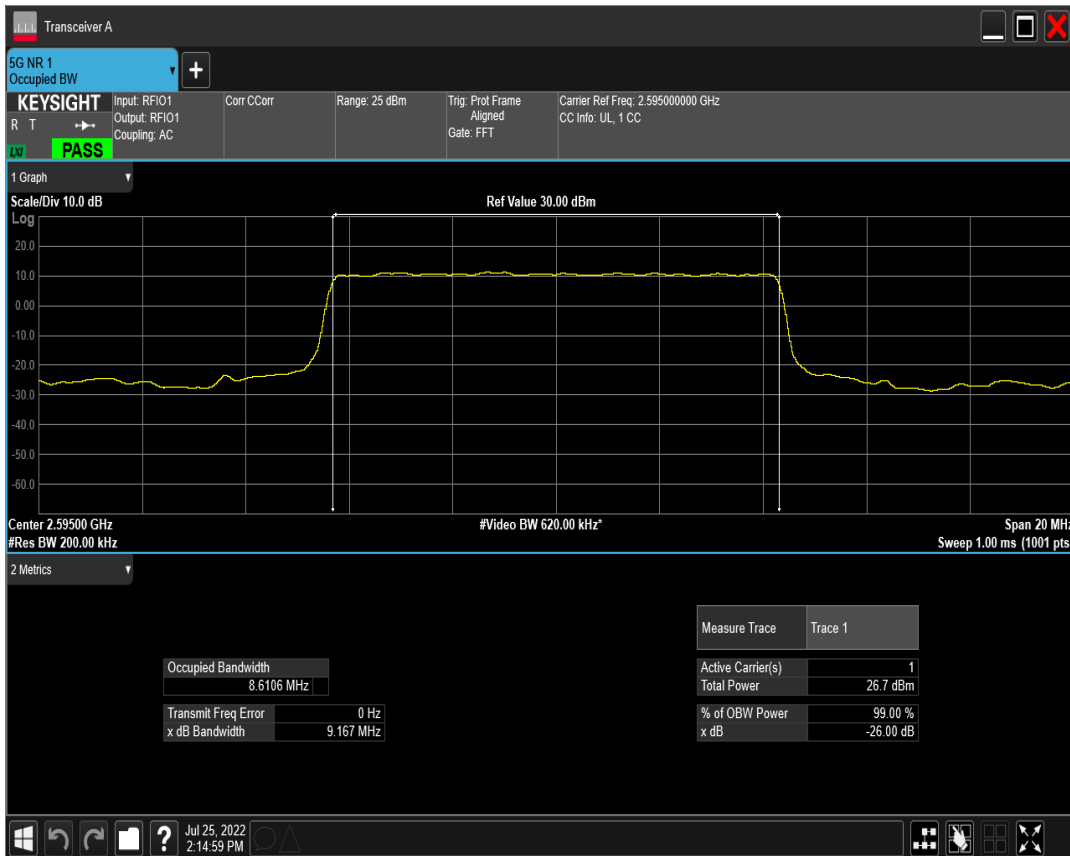 Transceiver A
5G NR 1
Occupied BW
+
KEYSIGHT
R T
LXI
PASS
Input: RFIO1
Output: RFIO1
Coupling: AC
Corr CCorr
Range: 25 dBm
Trig: Prot Frame
Aligned
Gate: FFT
Carrier Ref Freq: 2.595000000 GHz
CC Info: UL, 1 CC
1 Graph
Scale/Div 10.0 dB
Ref Value 30.00 dBm
Log
20.0
10.0
0.00
-10.0
-20.0
-30.0
-40.0
-50.0
-60.0
Center 2.59500 GHz
#Video BW 620.00 kHz*
Span 20 MHz
#Res BW 200.00 kHz
Sweep 1.00 ms (1001 pts
2 Metrics
Measure Trace Trace 1
Occupied Bandwidth
8.6106 MHz
Active Carrier(s) 1
Total Power 26.7 dBm
Transmit Freq Error 0 Hz
x dB Bandwidth 9.167 MHz
% of OBW Power 99.00 %
x dB -26.00 dB
?
Jul 25, 2022
2:14:59 PM